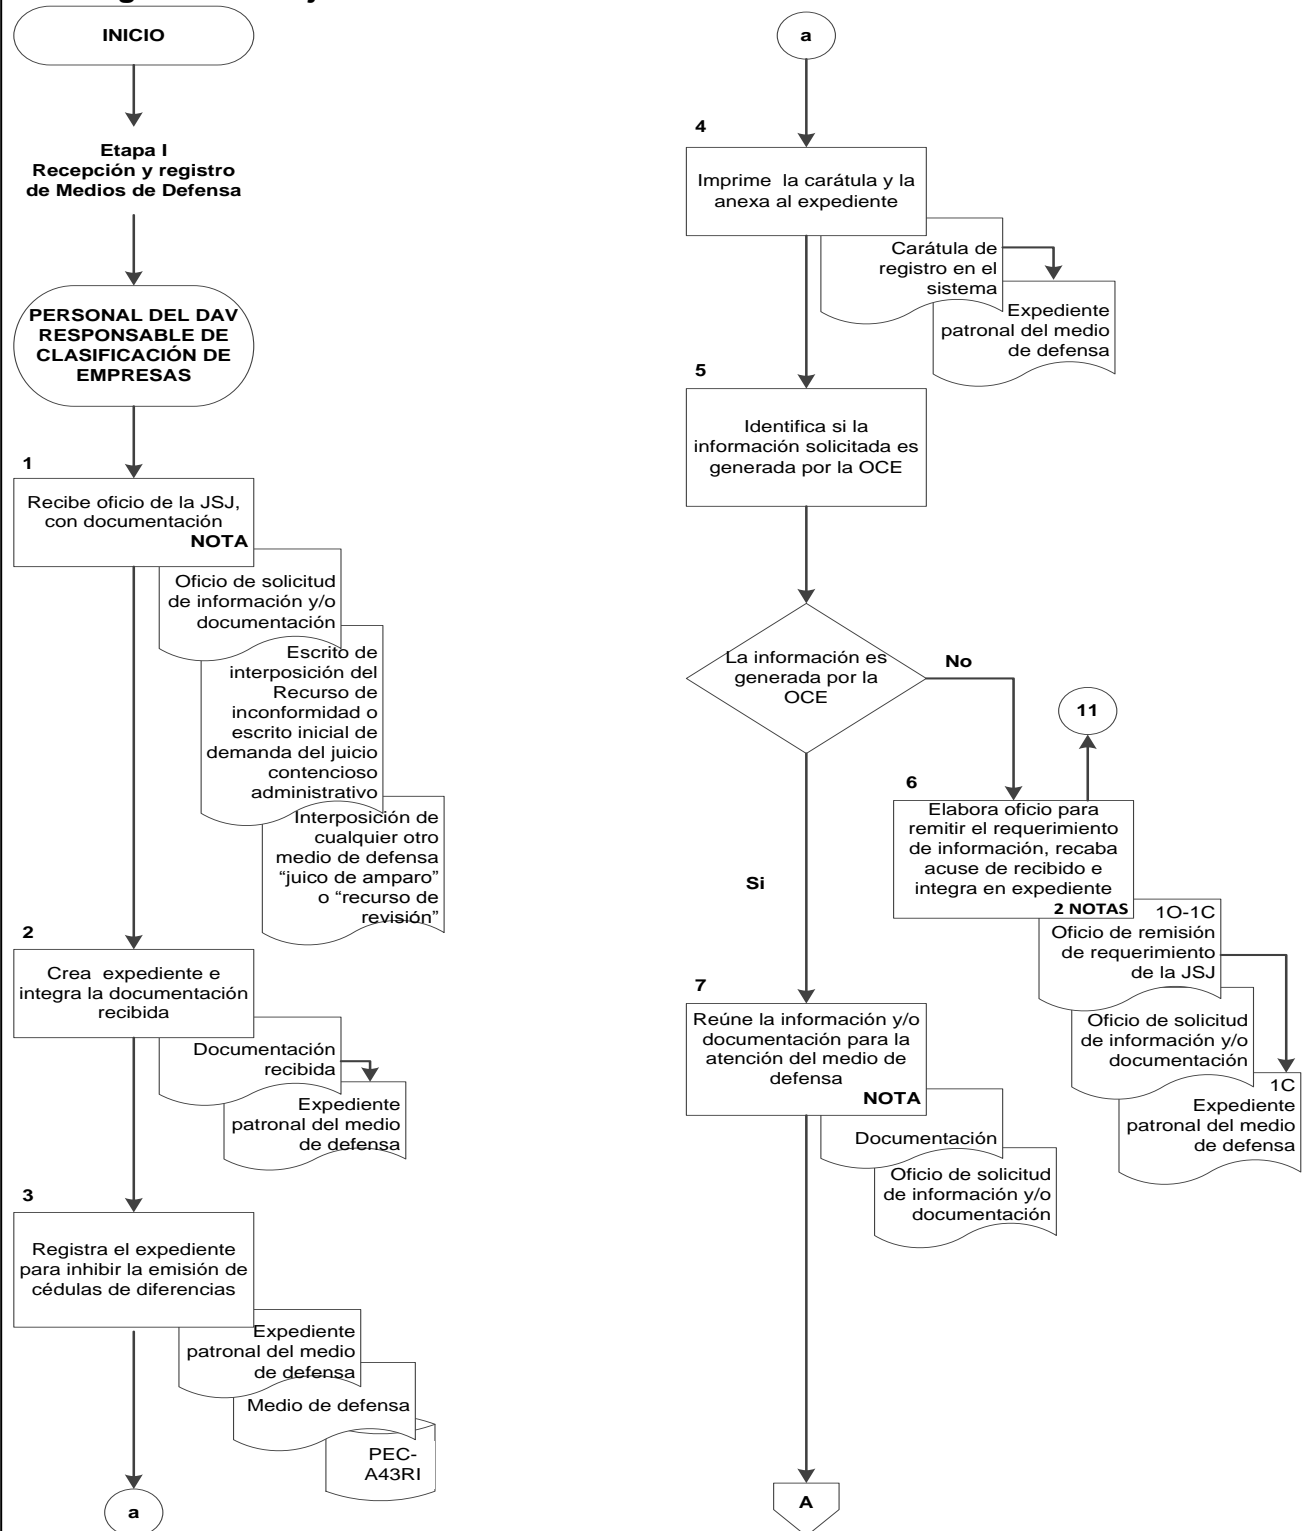 INICIO
Etapa I
Recepción y registro
de Medios de Defensa
PERSONAL DEL DAV
RESPONSABLE DE
CLASIFICACIÓN DE
EMPRESAS
1
Recibe oficio de la JSJ,
con documentación
NOTA
Oficio de solicitud
de información y/o
documentación
Escrito de
interposición del
Recurso de
inconformidad o
escrito inicial de
demanda del juicio
contencioso
administrativo
Interposición de
cualquier otro
medio de defensa
“juico de amparo”
o “recurso de
revisión”
2
Crea expediente e
integra la documentación
recibida
Documentación
recibida
Expediente
patronal del medio
de defensa
3
Registra el expediente
para inhibir la emisión de
cédulas de diferencias
Expediente
patronal del medio
de defensa
Medio de defensa
PEC-
A43RI
a
a
4
Imprime la carátula y la
anexa al expediente
Carátula de
registro en el
sistema
Expediente
patronal del medio
de defensa
5
Identifica si la
información solicitada es
generada por la OCE
La información es
generada por la
OCE
No
11
6
Elabora oficio para
remitir el requerimiento
de información, recaba
acuse de recibido e
integra en expediente
2 NOTAS
1O-1C
Oficio de remisión
de requerimiento
de la JSJ
Oficio de solicitud
de información y/o
documentación
1C
Expediente
patronal del medio
de defensa
Si
7
Reúne la información y/o
documentación para la
atención del medio de
defensa
NOTA
Documentación
Oficio de solicitud
de información y/o
documentación
A